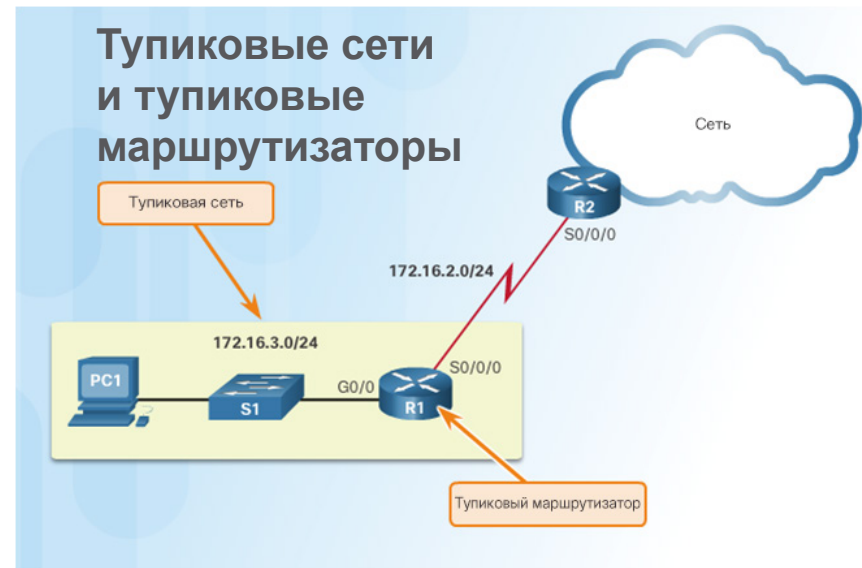 Тупиковые сети
и тупиковые
маршрутизаторы
Сеть
Тупиковая сеть
R2
S0/0/0
172.16.2.0/24
172.16.3.0/24
PC1
S1
G0/0
S0/0/0
R1
Тупиковый маршрутизатор